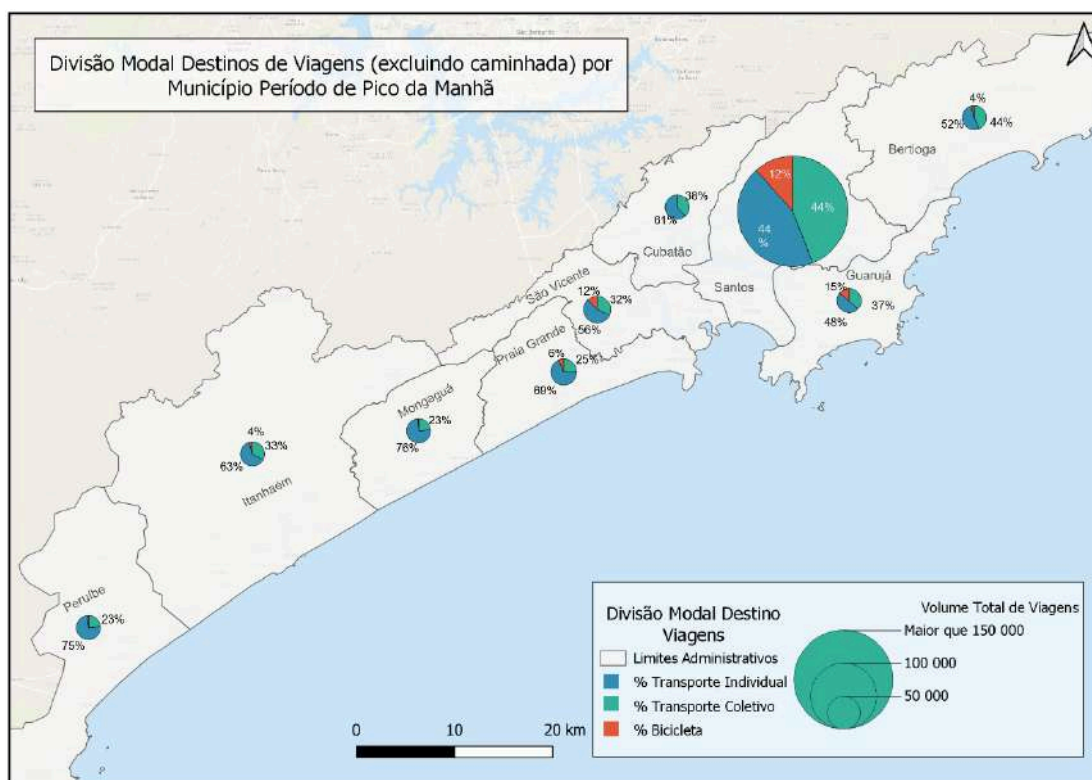 Divisão Modal Destinos de Viagens (excluindo caminhada) por
Município Período de Pico da Manhã
4%
52%
44%
Bertioga
12%
44%
44
%
38%
61%
Cubatão
Guarujá
15%
37%
48%
Santos
São Vicente
12%
32%
56%
Praia Grande
6%
25%
69%
Mongaguá
23%
76%
4%
33%
63%
Itanhaém
Peruíbe
23%
75%
0
10
20 km
Divisão Modal Destino
Viagens
Limites Administrativos
% Transporte Individual
% Transporte Coletivo
% Bicicleta
Volume Total de Viagens
Maior que 150 000
100 000
50 000